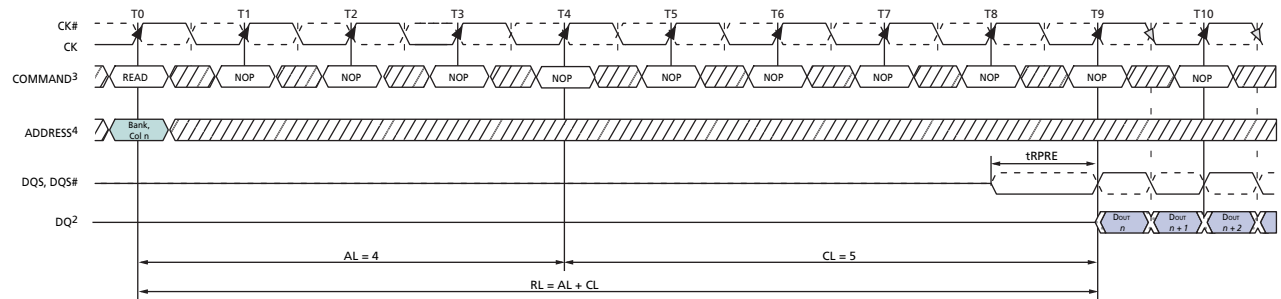 T0 T1 T2 T3 T4 T5 T6 T7 T8 T9 T10
CK#
CK
COMMAND3 READ NOP NOP NOP NOP NOP NOP NOP NOP NOP NOP
ADDRESS4 Bank,
Col n
tRPRE
DQS, DQS#
DQ2 DOUT DOUT DOUT
n n + 1 n + 2
AL = 4 CL = 5
RL = AL + CL